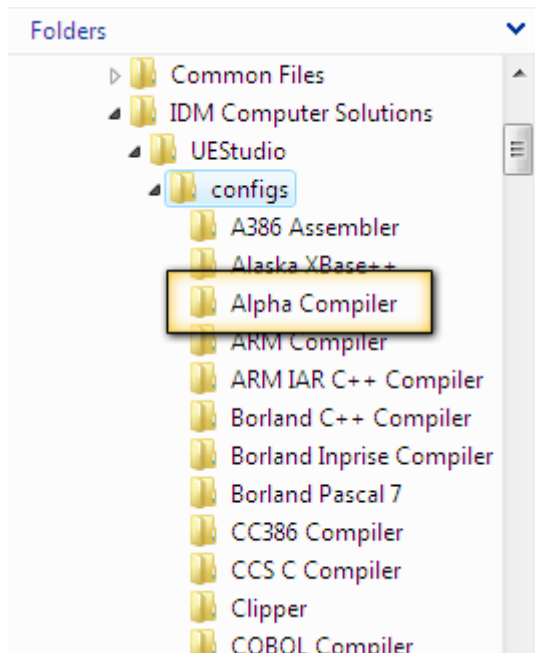 Folders
Common Files
IDM Computer Solutions
UEStudio
configs
A386 Assembler
Alaska XBase++
Alpha Compiler
ARM Compiler
ARM IAR C++ Compiler
Borland C++ Compiler
Borland Inprise Compiler
Borland Pascal 7
CC386 Compiler
CCS C Compiler
Clipper
COBOL Compiler